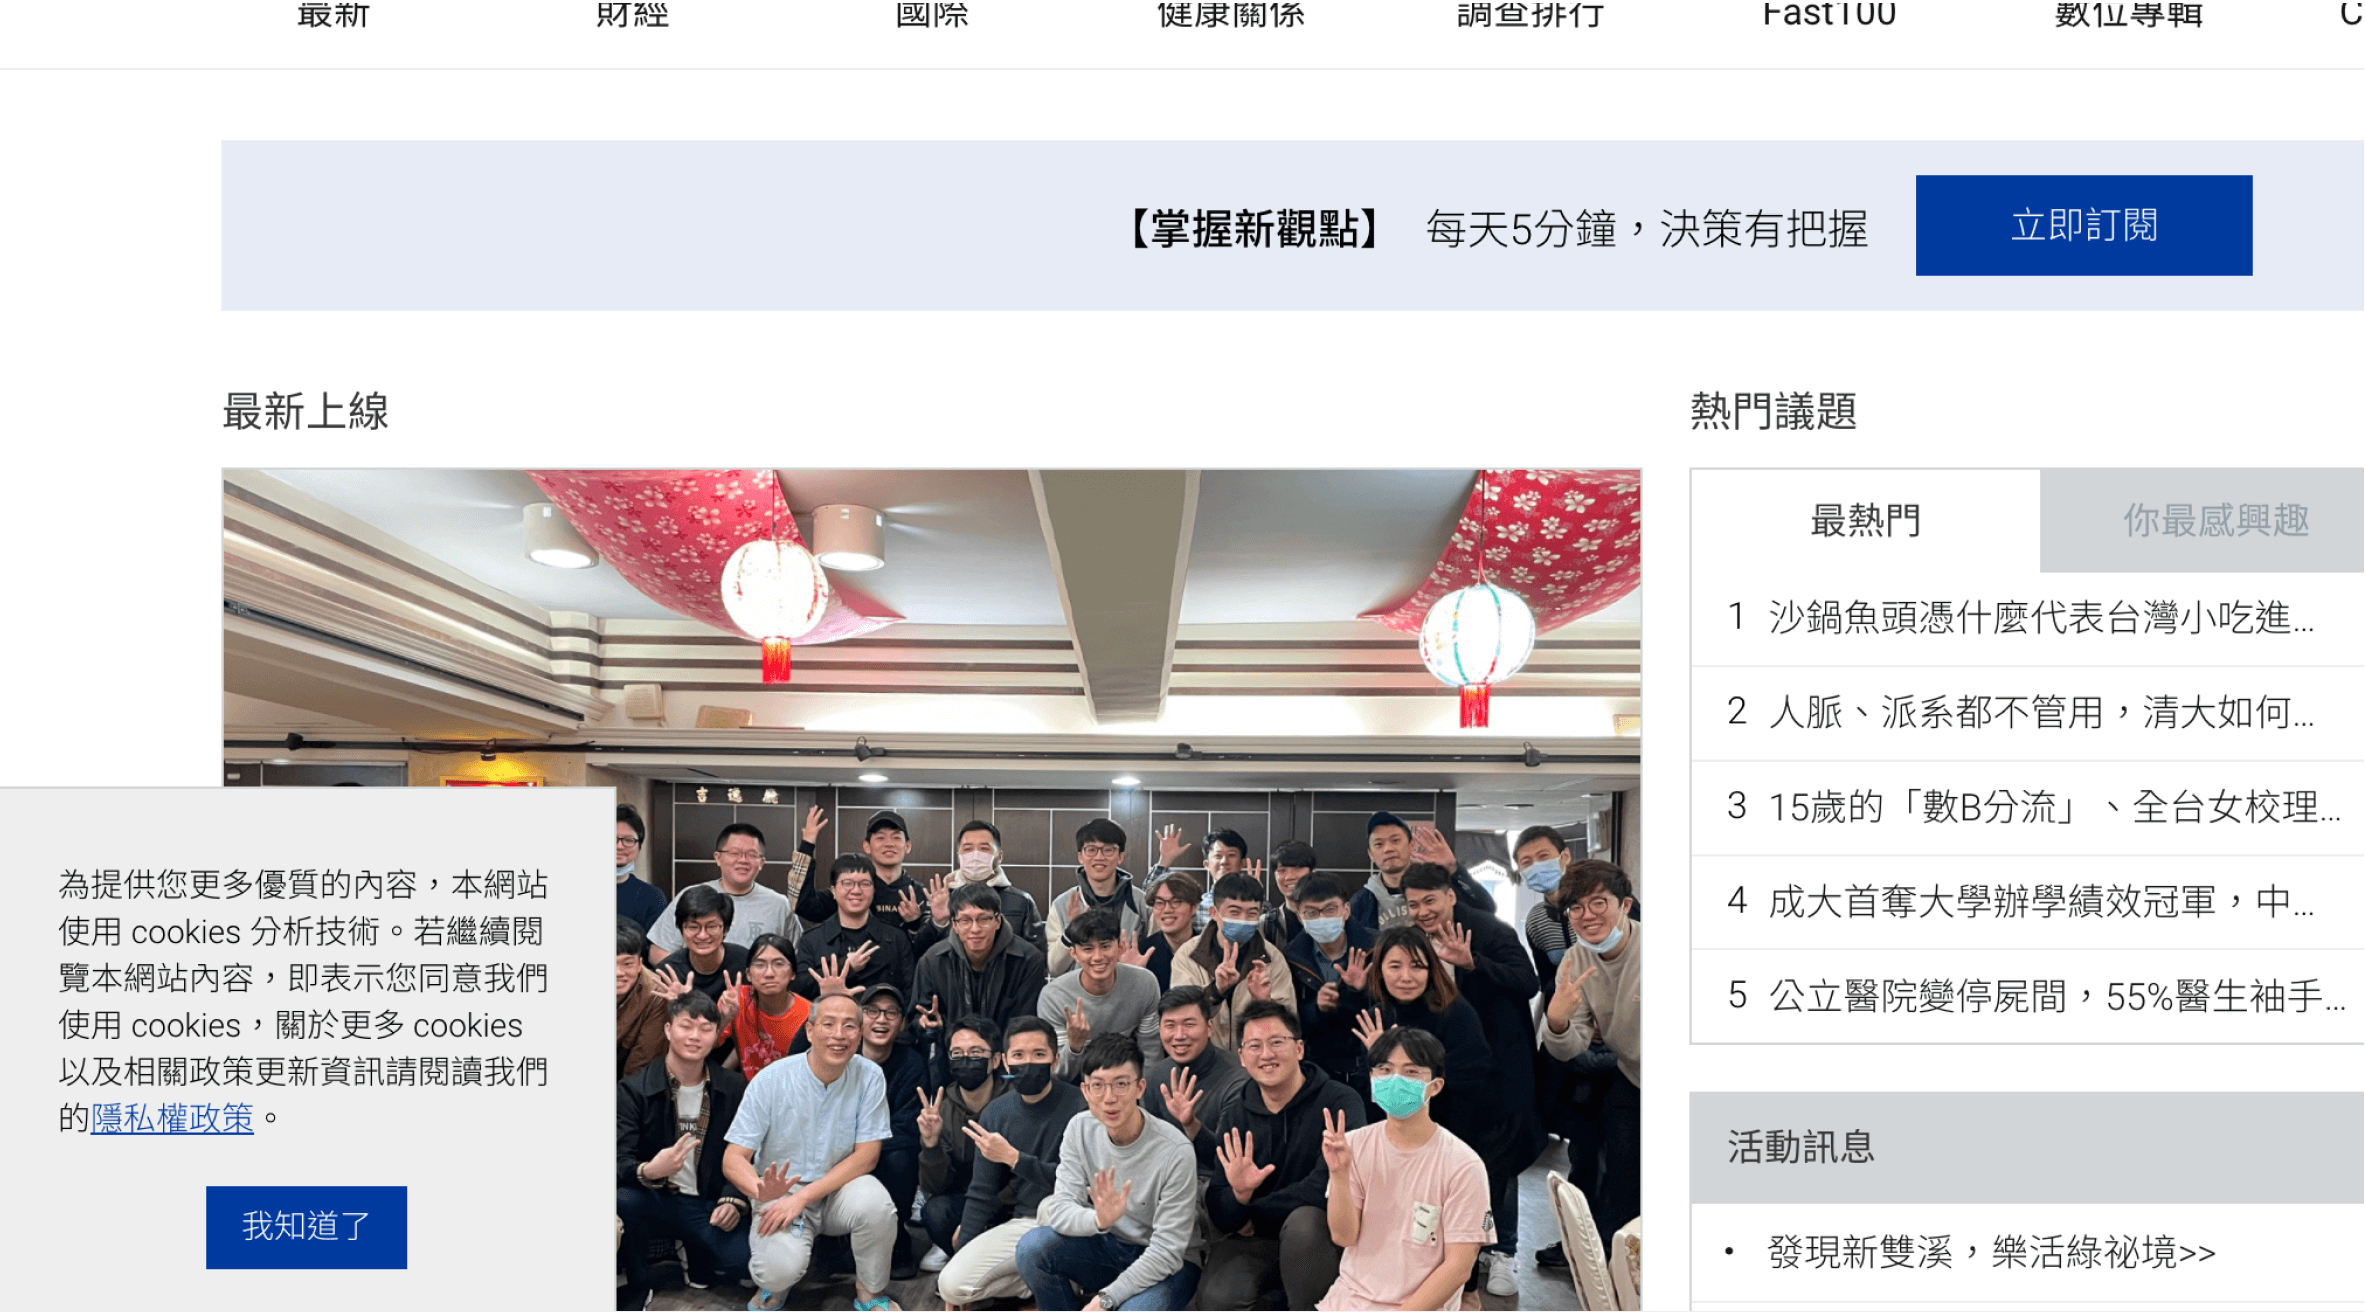 最新 財經 國際 健康關係 調查排行 Fast100 數位專輯
【掌握新觀點】 每天5分鐘，決策有把握 立即訂閱
最新上線
為提供您更多優質的內容，本網站
使用 cookies 分析技術。若繼續閱
覽本網站內容，即表示您同意我們
使用 cookies，關於更多 cookies
以及相關政策更新資訊請閱讀我們
的隱私權政策。
我知道了
熱門議題
最熱門 你最感興趣
1 沙鍋魚頭憑什麼代表台灣小吃進...
2 人脈、派系都不管用，清大如何...
3 15歲的「數B分流」、全台女校理...
4 成大首奪大學辦學績效冠軍，中...
5 公立醫院變停屍間，55%醫生袖手...
活動訊息
• 發現新雙溪，樂活綠祕境>>